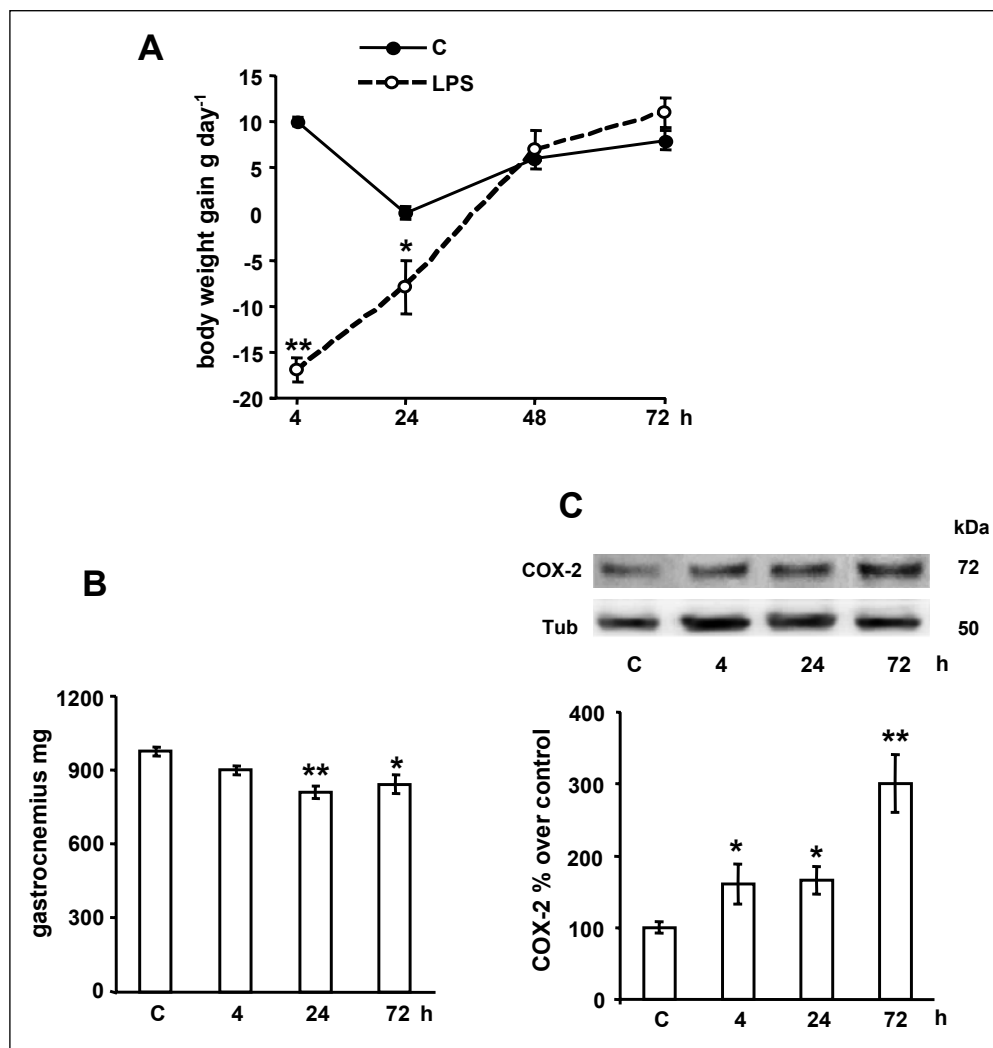 A
C
LPS
body weight gain g day⁻¹
15
10
5
0
-5
-10
-15
-20
*
**
4 24 48 72 h
B
gastrocnemius mg
1200
900
600
300
0
** *
C 4 24 72 h
C
kDa
COX-2 72
Tub 50
C 4 24 72 h
COX-2 % over control
400
300
200
100
0
* * **
C 4 24 72 h